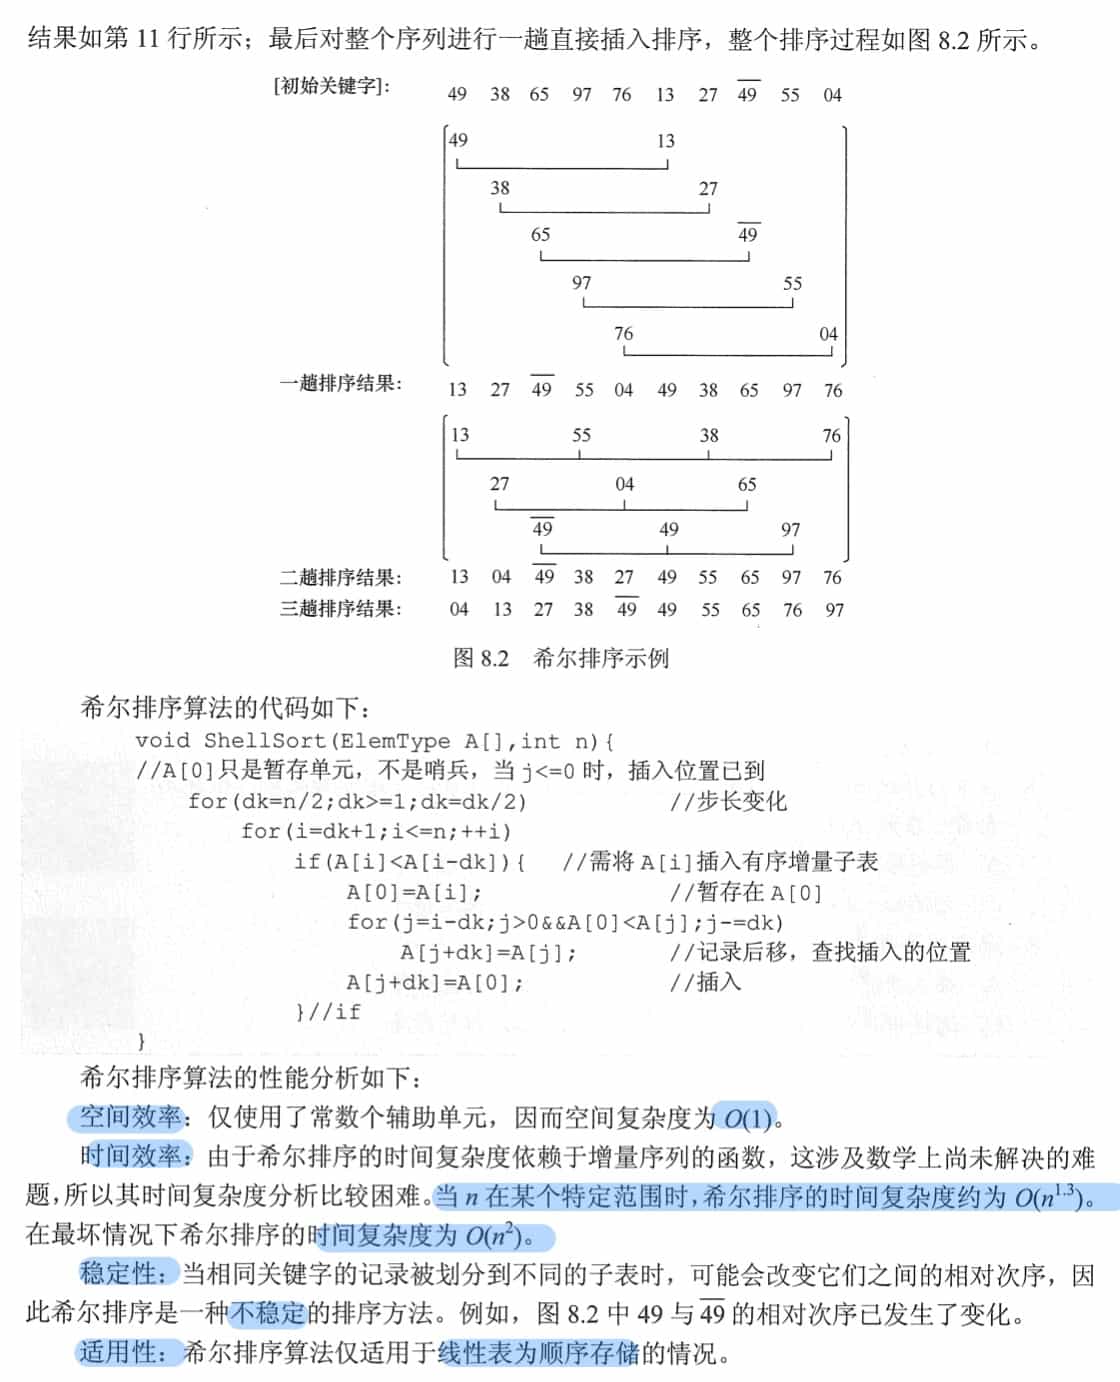 结果如第 11 行所示；最后对整个序列进行一趟直接插入排序，整个排序过程如图 8.2 所示。
[初始关键字]： 49 38 65 97 76 13 27 4̅9̅ 55 04
49 13
38 27
65 4̅9̅
97 55
76 04
一趟排序结果： 13 27 4̅9̅ 55 04 49 38 65 97 76
13 55 38 76
27 04 65
4̅9̅ 49 97
二趟排序结果： 13 04 4̅9̅ 38 27 49 55 65 97 76
三趟排序结果： 04 13 27 38 4̅9̅ 49 55 65 76 97
图 8.2 希尔排序示例
希尔排序算法的代码如下：
void ShellSort(ElemType A[],int n){
//A[0]只是暂存单元，不是哨兵，当 j<=0 时，插入位置已到
for(dk=n/2;dk>=1;dk=dk/2) //步长变化
for(i=dk+1;i<=n;++i)
if(A[i]<A[i-dk]){ //需将 A[i]插入有序增量子表
A[0]=A[i]; //暂存在 A[0]
for(j=i-dk;j>0&&A[0]<A[j];j-=dk)
A[j+dk]=A[j]; //记录后移，查找插入的位置
A[j+dk]=A[0]; //插入
}//if
}
希尔排序算法的性能分析如下：
空间效率：仅使用了常数个辅助单元，因而空间复杂度为 O(1)。
时间效率：由于希尔排序的时间复杂度依赖于增量序列的函数，这涉及数学上尚未解决的难
题，所以其时间复杂度分析比较困难。当 n 在某个特定范围时，希尔排序的时间复杂度约为 O(n¹·³)。
在最坏情况下希尔排序的时间复杂度为 O(n²)。
稳定性：当相同关键字的记录被划分到不同的子表时，可能会改变它们之间的相对次序，因
此希尔排序是一种不稳定的排序方法。例如，图 8.2 中 49 与 4̅9̅ 的相对次序已发生了变化。
适用性：希尔排序算法仅适用于线性表为顺序存储的情况。